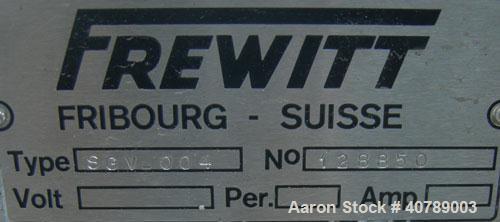 FREWITT
FRIBOURG - SUISSE
Type SGV 004 No 128850
Volt Per. Amp
Aaron Stock # 40789003